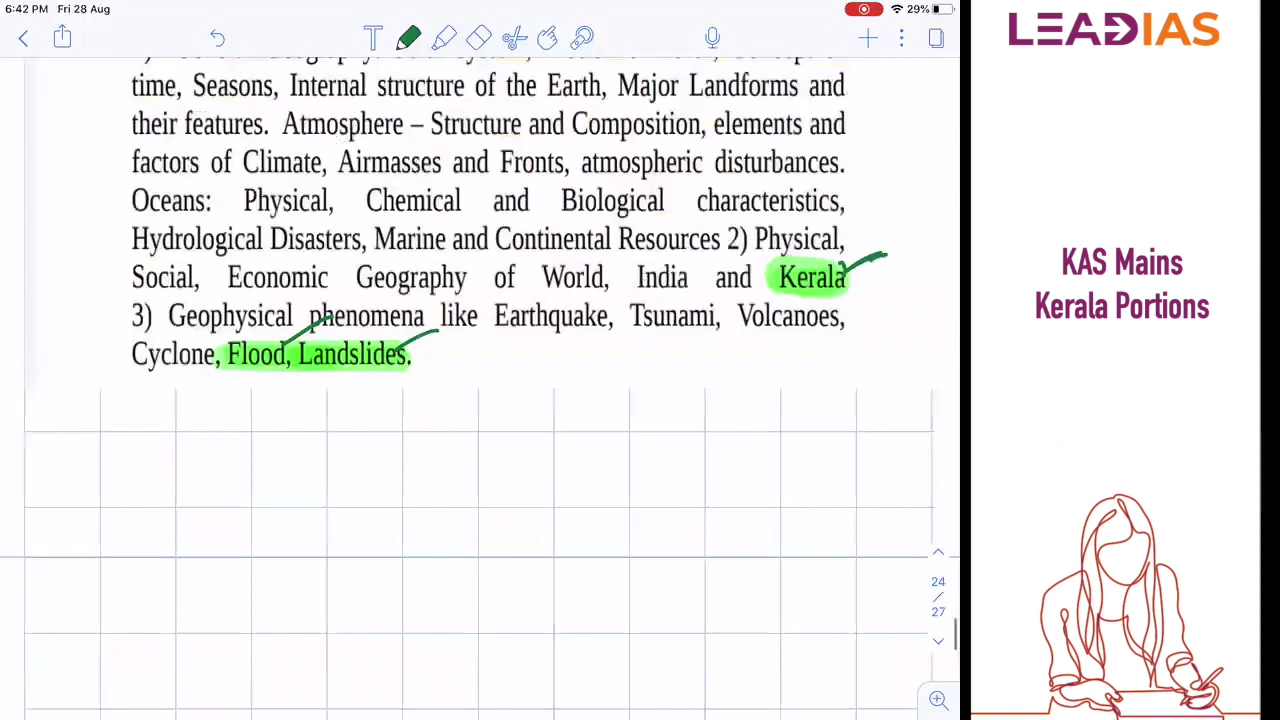 6:42 PM Fri 28 Aug
29%
LEADIAS
time, Seasons, Internal structure of the Earth, Major Landforms and
their features. Atmosphere – Structure and Composition, elements and
factors of Climate, Airmasses and Fronts, atmospheric disturbances.
Oceans: Physical, Chemical and Biological characteristics,
Hydrological Disasters, Marine and Continental Resources 2) Physical,
Social, Economic Geography of World, India and Kerala
3) Geophysical phenomena like Earthquake, Tsunami, Volcanoes,
Cyclone, Flood, Landslides.
KAS Mains
Kerala Portions
24
/
27